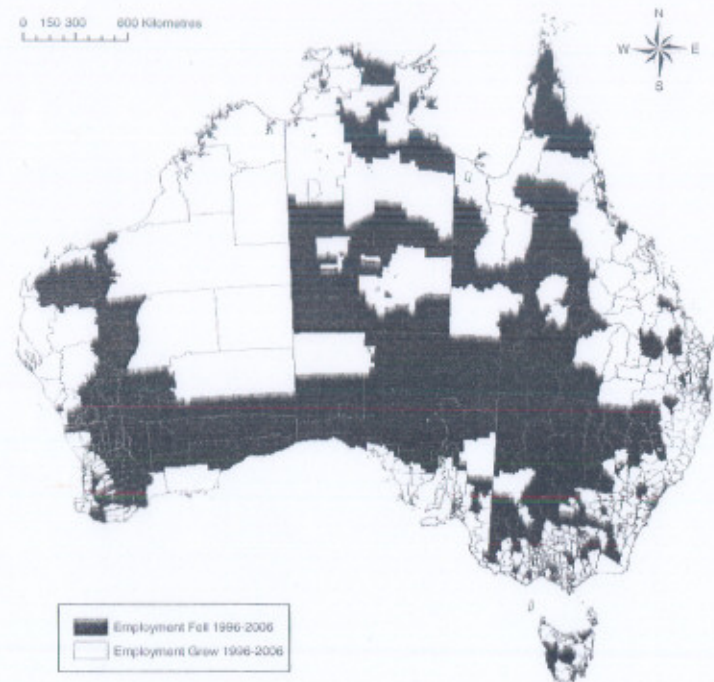 0 150 300 600 Kilometres
N
W E
S
Employment Fell 1996-2006
Employment Grew 1996-2006